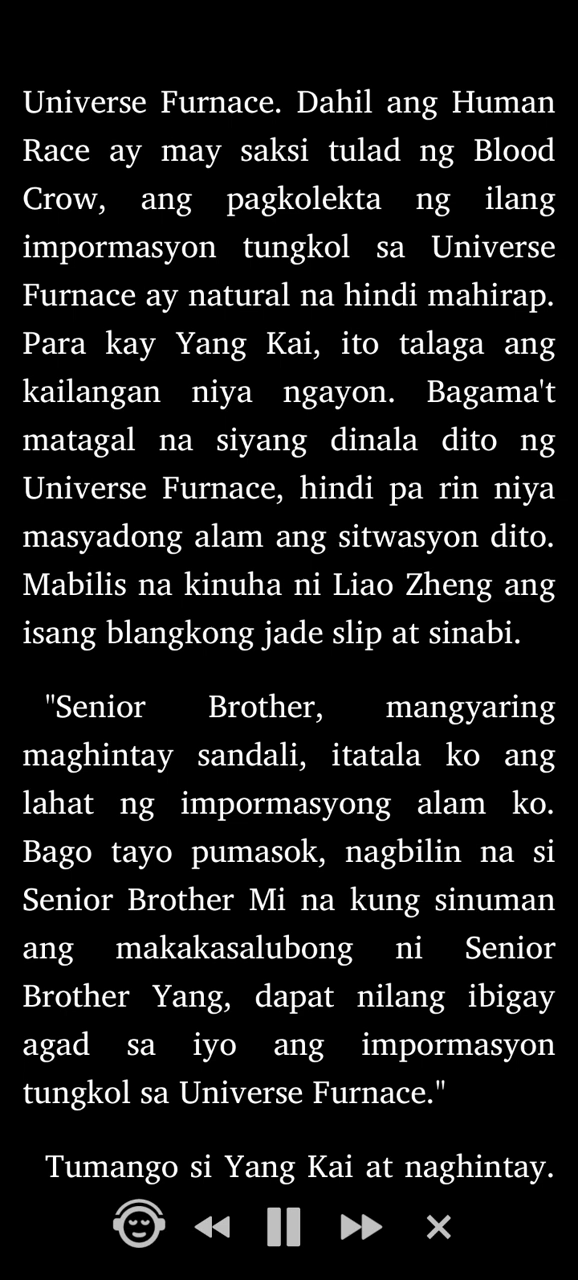 Universe Furnace. Dahil ang Human
Race ay may saksi tulad ng Blood
Crow, ang pagkolekta ng ilang
impormasyon tungkol sa Universe
Furnace ay natural na hindi mahirap.
Para kay Yang Kai, ito talaga ang
kailangan niya ngayon. Bagama't
matagal na siyang dinala dito ng
Universe Furnace, hindi pa rin niya
masyadong alam ang sitwasyon dito.
Mabilis na kinuha ni Liao Zheng ang
isang blangkong jade slip at sinabi.
"Senior Brother, mangyaring
maghintay sandali, itatala ko ang
lahat ng impormasyong alam ko.
Bago tayo pumasok, nagbilin na si
Senior Brother Mi na kung sinuman
ang makakasalubong ni Senior
Brother Yang, dapat nilang ibigay
agad sa iyo ang impormasyon
tungkol sa Universe Furnace."
Tumango si Yang Kai at naghintay.